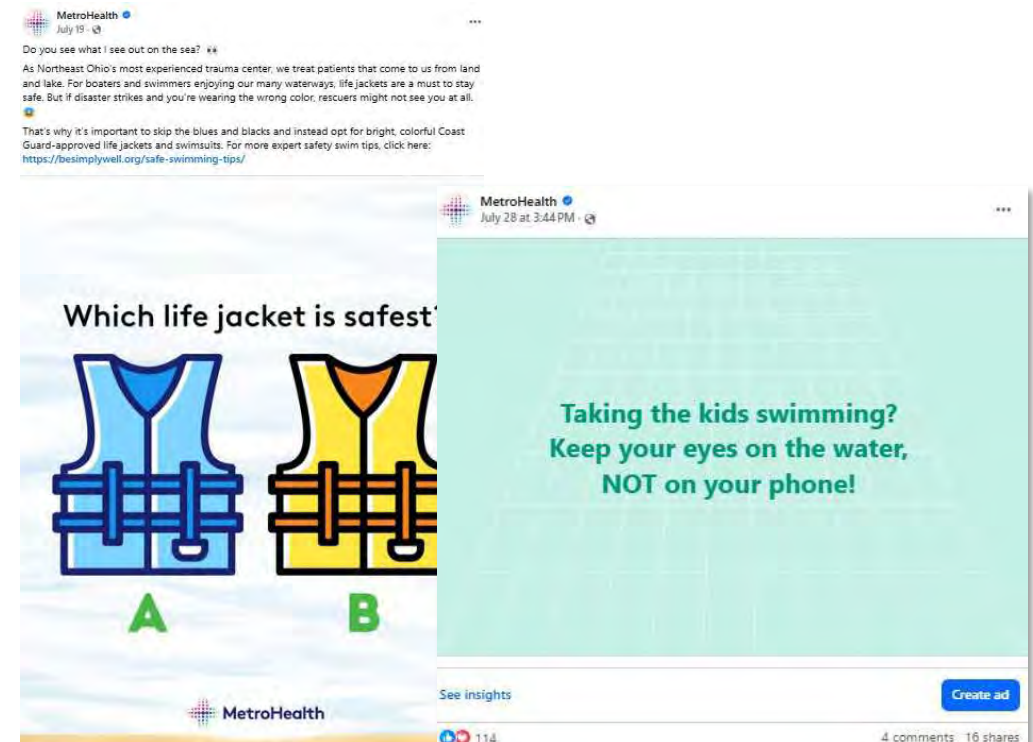 MetroHealth
July 19 ·
Do you see what I see out on the sea? 👀
As Northeast Ohio's most experienced trauma center, we treat patients that come to us from land
and lake. For boaters and swimmers enjoying our many waterways, life jackets are a must to stay
safe. But if disaster strikes and you're wearing the wrong color, rescuers might not see you at all.
That's why it's important to skip the blues and blacks and instead opt for bright, colorful Coast
Guard-approved life jackets and swimsuits. For more expert safety swim tips, click here:
https://besimplywell.org/safe-swimming-tips/
Which life jacket is safest
A
B
MetroHealth
MetroHealth
July 28 at 3:44 PM ·
Taking the kids swimming?
Keep your eyes on the water,
NOT on your phone!
See insights
Create ad
114
4 comments 16 shares